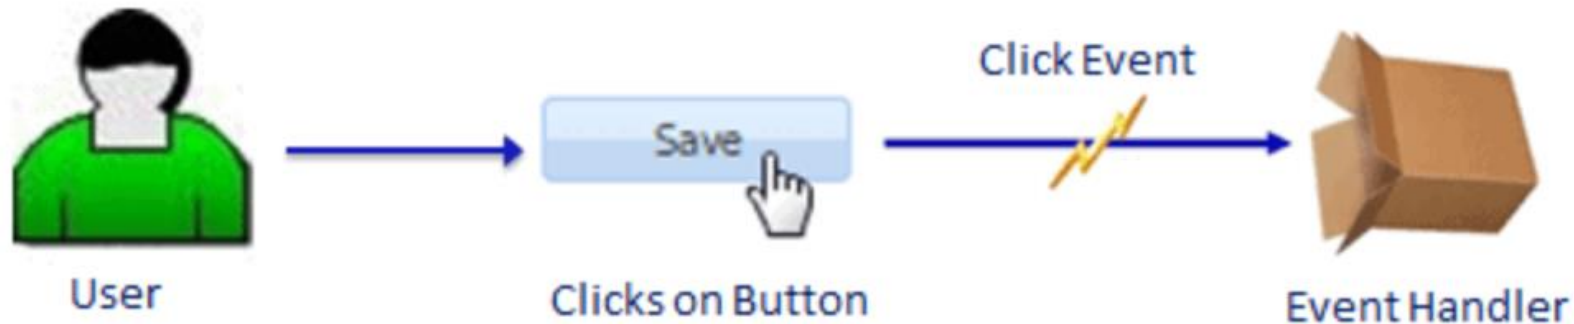 Click Event
Save
User
Clicks on Button
Event Handler